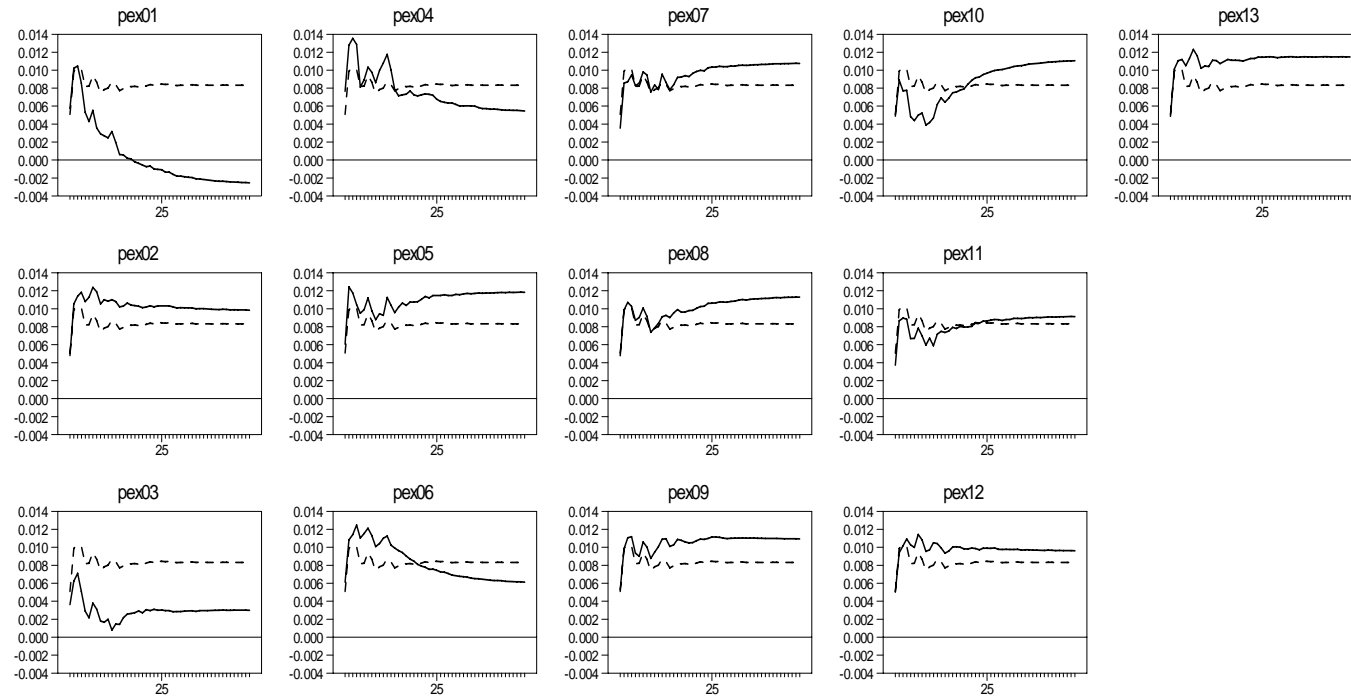 pex01 pex04 pex07 pex10 pex13
0.014 0.014 0.014 0.014 0.014
0.012 0.012 0.012 0.012 0.012
0.010 0.010 0.010 0.010 0.010
0.008 0.008 0.008 0.008 0.008
0.006 0.006 0.006 0.006 0.006
0.004 0.004 0.004 0.004 0.004
0.002 0.002 0.002 0.002 0.002
0.000 0.000 0.000 0.000 0.000
-0.002 -0.002 -0.002 -0.002 -0.002
-0.004 -0.004 -0.004 -0.004 -0.004
25 25 25 25 25
pex02 pex05 pex08 pex11
0.014 0.014 0.014 0.014
0.012 0.012 0.012 0.012
0.010 0.010 0.010 0.010
0.008 0.008 0.008 0.008
0.006 0.006 0.006 0.006
0.004 0.004 0.004 0.004
0.002 0.002 0.002 0.002
0.000 0.000 0.000 0.000
-0.002 -0.002 -0.002 -0.002
-0.004 -0.004 -0.004 -0.004
25 25 25 25
pex03 pex06 pex09 pex12
0.014 0.014 0.014 0.014
0.012 0.012 0.012 0.012
0.010 0.010 0.010 0.010
0.008 0.008 0.008 0.008
0.006 0.006 0.006 0.006
0.004 0.004 0.004 0.004
0.002 0.002 0.002 0.002
0.000 0.000 0.000 0.000
-0.002 -0.002 -0.002 -0.002
-0.004 -0.004 -0.004 -0.004
25 25 25 25